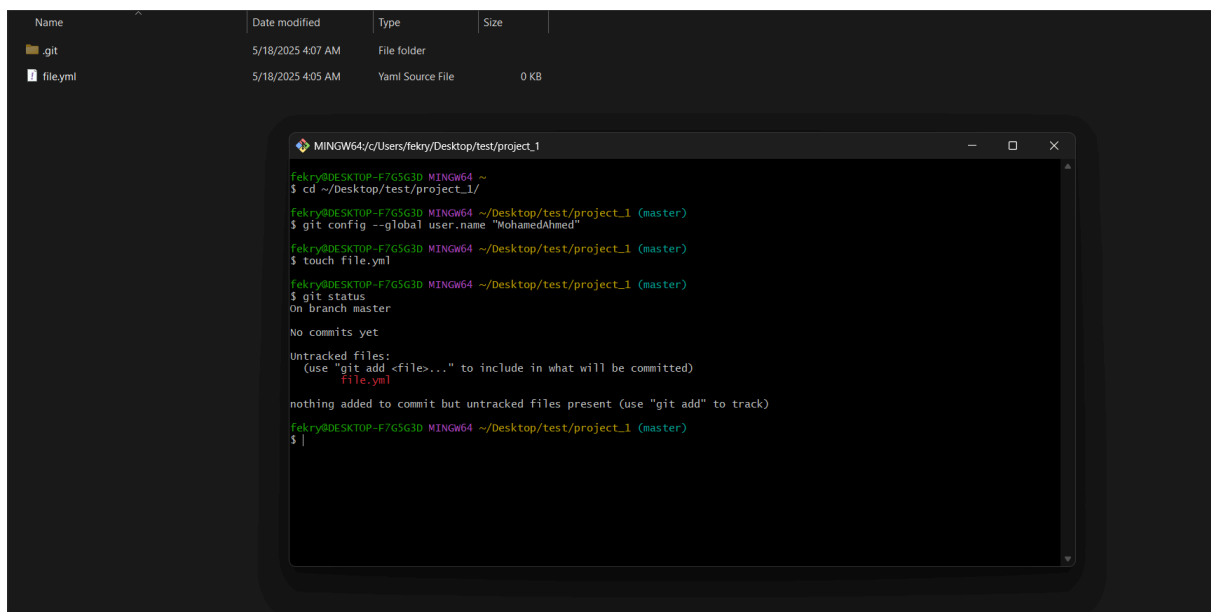 Name Date modified Type Size
.git 5/18/2025 4:07 AM File folder
file.yml 5/18/2025 4:05 AM Yaml Source File 0 KB
MINGW64:/c/Users/fekry/Desktop/test/project_1
fekry@DESKTOP-F7G5G3D MINGW64 ~
$ cd ~/Desktop/test/project_1/
fekry@DESKTOP-F7G5G3D MINGW64 ~/Desktop/test/project_1 (master)
$ git config --global user.name "MohamedAhmed"
fekry@DESKTOP-F7G5G3D MINGW64 ~/Desktop/test/project_1 (master)
$ touch file.yml
fekry@DESKTOP-F7G5G3D MINGW64 ~/Desktop/test/project_1 (master)
$ git status
On branch master
No commits yet
Untracked files:
(use "git add <file>..." to include in what will be committed)
file.yml
nothing added to commit but untracked files present (use "git add" to track)
fekry@DESKTOP-F7G5G3D MINGW64 ~/Desktop/test/project_1 (master)
$